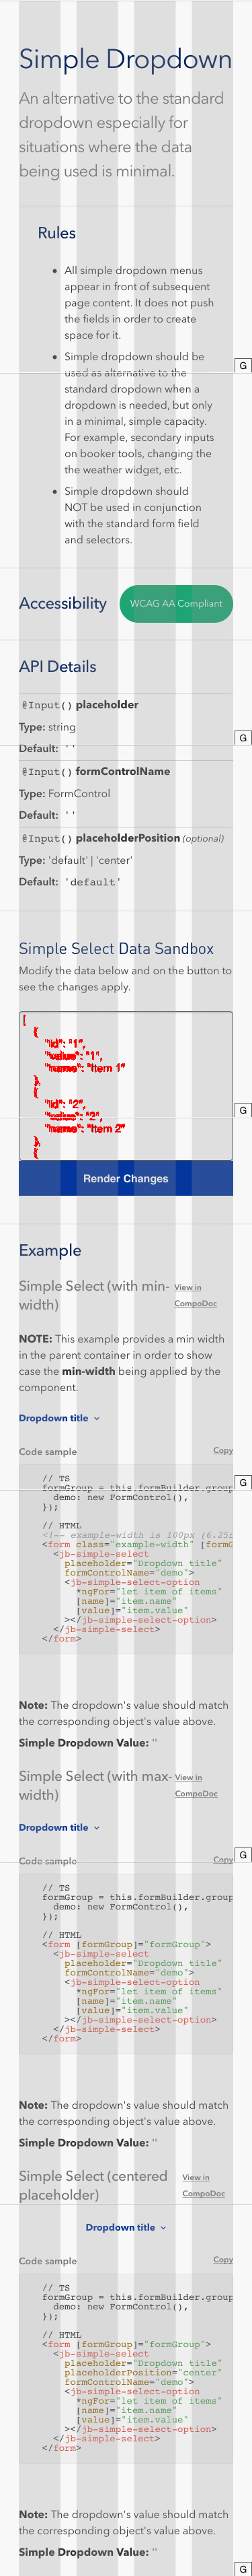 Simple Dropdown
An alternative to the standard
dropdown especially for
situations where the data
being used is minimal.
Rules
All simple dropdown menus
appear in front of subsequent
page content. It does not push
the fields in order to create
space for it.
Simple dropdown should be
G
used as alternative to the
standard dropdown when a
dropdown is needed, but only
in a minimal, simple capacity.
For example, secondary inputs
on booker tools, changing the
the weather widget, etc.
Simple dropdown should
NOT be used in conjunction
with the standard form field
and selectors.
Accessibility
WCAG AA Compliant
API Details
@Input() placeholder
Type: string
G
Default: ''
@Input() formControlName
Type: FormControl
Default: ''
@Input() placeholderPosition (optional)
Type: 'default' | 'center'
Default: 'default'
Simple Select Data Sandbox
Modify the data below and on the button to
see the changes apply.
[
{
"id": "1",
"value": "1",
"name": "Item 1"
},
{
"id": "2",
G
"value": "2",
"name": "Item 2"
},
{
Render Changes
Example
Simple Select (with min-
width)
View in
CompoDoc
NOTE: This example provides a min width
in the parent container in order to show
case the min-width being applied by the
component.
Dropdown title
Code sample
Copy
// TS
G
formGroup = this.formBuilder.group
demo: new FormControl(),
});
// HTML
<!-- example-width is 100px (6.25r
<form class="example-width" [formG
<jb-simple-select
placeholder="Dropdown title"
formControlName="demo">
<jb-simple-select-option
*ngFor="let item of items"
[name]="item.name"
[value]="item.value"
></jb-simple-select-option>
</jb-simple-select>
</form>
Note: The dropdown's value should match
the corresponding object's value above.
Simple Dropdown Value: ''
Simple Select (with max-
width)
View in
CompoDoc
Dropdown title
G
Code sample
Copy
// TS
formGroup = this.formBuilder.group
demo: new FormControl(),
});
// HTML
<form [formGroup]="formGroup">
<jb-simple-select
placeholder="Dropdown title"
formControlName="demo">
<jb-simple-select-option
*ngFor="let item of items"
[name]="item.name"
[value]="item.value"
></jb-simple-select-option>
</jb-simple-select>
</form>
Note: The dropdown's value should match
the corresponding object's value above.
Simple Dropdown Value: ''
Simple Select (centered
placeholder)
View in
CompoDoc
G
Dropdown title
Code sample
Copy
// TS
formGroup = this.formBuilder.group
demo: new FormControl(),
});
// HTML
<form [formGroup]="formGroup">
<jb-simple-select
placeholder="Dropdown title"
placeholderPosition="center"
formControlName="demo">
<jb-simple-select-option
*ngFor="let item of items"
[name]="item.name"
[value]="item.value"
></jb-simple-select-option>
</jb-simple-select>
</form>
Note: The dropdown's value should match
the corresponding object's value above.
Simple Dropdown Value: ''
G